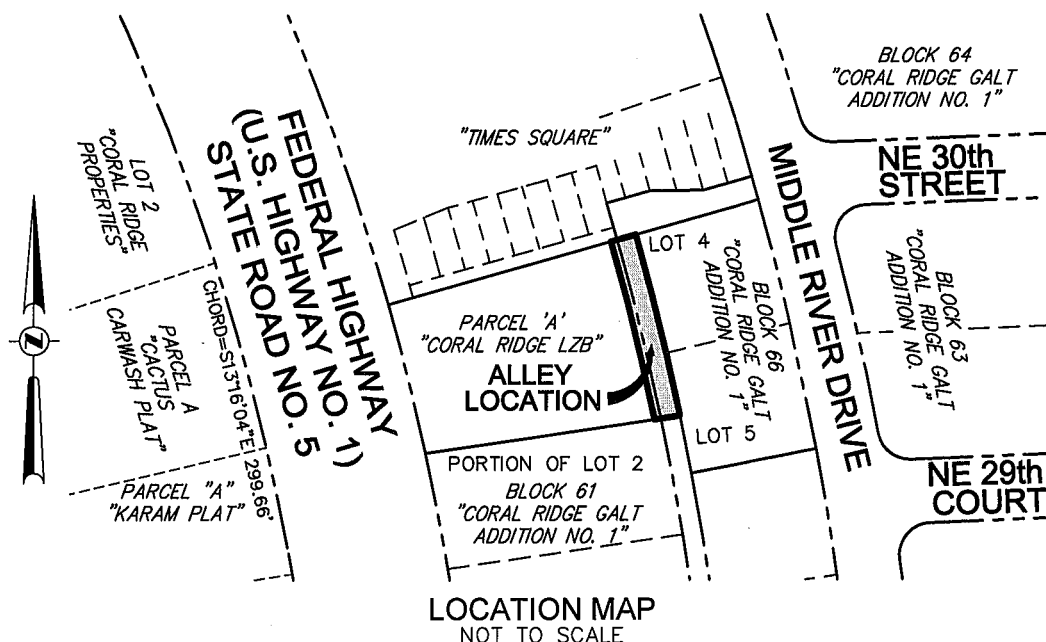 BLOCK 64
"CORAL RIDGE GALT
ADDITION NO. 1"
"TIMES SQUARE"
NE 30th
STREET
LOT 2
"CORAL RIDGE
PROPERTIES"
FEDERAL HIGHWAY
(U.S. HIGHWAY NO. 1)
STATE ROAD NO. 5
MIDDLE RIVER DRIVE
LOT 4
BLOCK 66
"CORAL RIDGE GALT
ADDITION NO. 1"
BLOCK 63
"CORAL RIDGE GALT
ADDITION NO. 1"
CHORD=S13°16'04"E 299.66'
PARCEL A
"CACTUS
CARWASH PLAT"
PARCEL 'A'
"CORAL RIDGE LZB"
ALLEY
LOCATION
N
LOT 5
PARCEL "A"
"KARAM PLAT"
PORTION OF LOT 2
BLOCK 61
"CORAL RIDGE GALT
ADDITION NO. 1"
NE 29th
COURT
LOCATION MAP
NOT TO SCALE